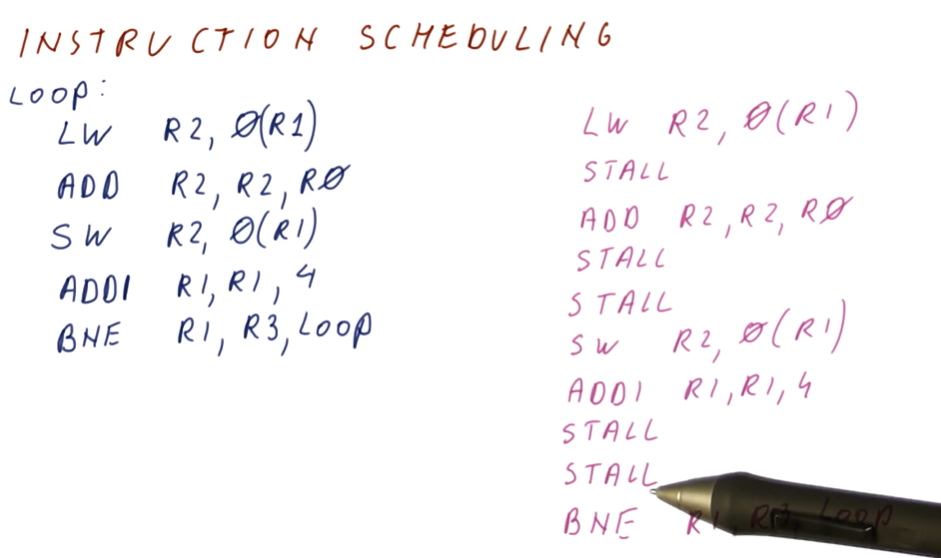 INSTRUCTION SCHEDULING
LOOP:
LW R2, Ø(R1)
ADD R2, R2, RØ
SW R2, Ø(R1)
ADDI R1, R1, 4
BNE R1, R3, LOOP
LW R2, Ø(R1)
STALL
ADD R2, R2, RØ
STALL
STALL
SW R2, Ø(R1)
ADDI R1, R1, 4
STALL
STALL
BNE R1, R3, LOOP